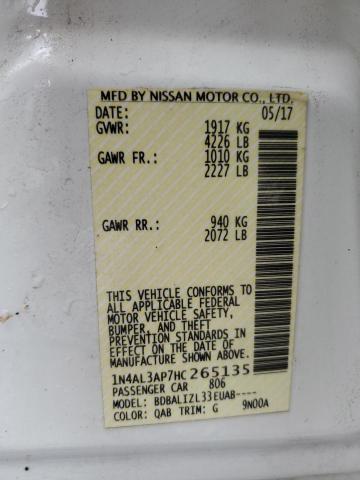 MFD BY NISSAN MOTOR CO., LTD.
DATE: 05/17
GVWR: 1917 KG
4226 LB
GAWR FR.: 1010 KG
2227 LB
GAWR RR.: 940 KG
2072 LB
THIS VEHICLE CONFORMS TO
ALL APPLICABLE FEDERAL
MOTOR VEHICLE SAFETY,
BUMPER, AND THEFT
PREVENTION STANDARDS IN
EFFECT ON THE DATE OF
MANUFACTURE SHOWN ABOVE.
1N4AL3AP7HC265135
PASSENGER CAR 806
MODEL: BDBALIZL33EUAB----
COLOR: QAB TRIM: G 9N00A